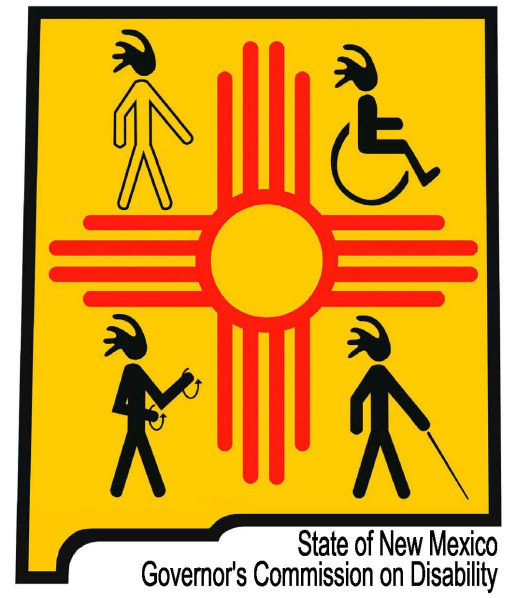 State of New Mexico
Governor's Commission on Disability